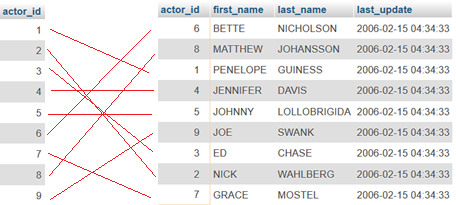 actor_id
1
2
3
4
5
6
7
8
9
actor_id first_name last_name last_update
6 BETTE NICHOLSON 2006-02-15 04:34:33
8 MATTHEW JOHANSSON 2006-02-15 04:34:33
1 PENELOPE GUINESS 2006-02-15 04:34:33
4 JENNIFER DAVIS 2006-02-15 04:34:33
5 JOHNNY LOLLOBRIGIDA 2006-02-15 04:34:33
9 JOE SWANK 2006-02-15 04:34:33
3 ED CHASE 2006-02-15 04:34:33
2 NICK WAHLBERG 2006-02-15 04:34:33
7 GRACE MOSTEL 2006-02-15 04:34:33